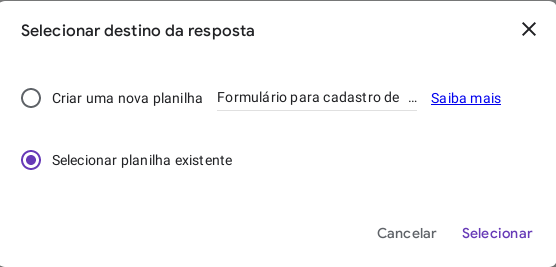 Selecionar destino da resposta
Criar uma nova planilha Formulário para cadastro de ... Saiba mais
Selecionar planilha existente
Cancelar Selecionar